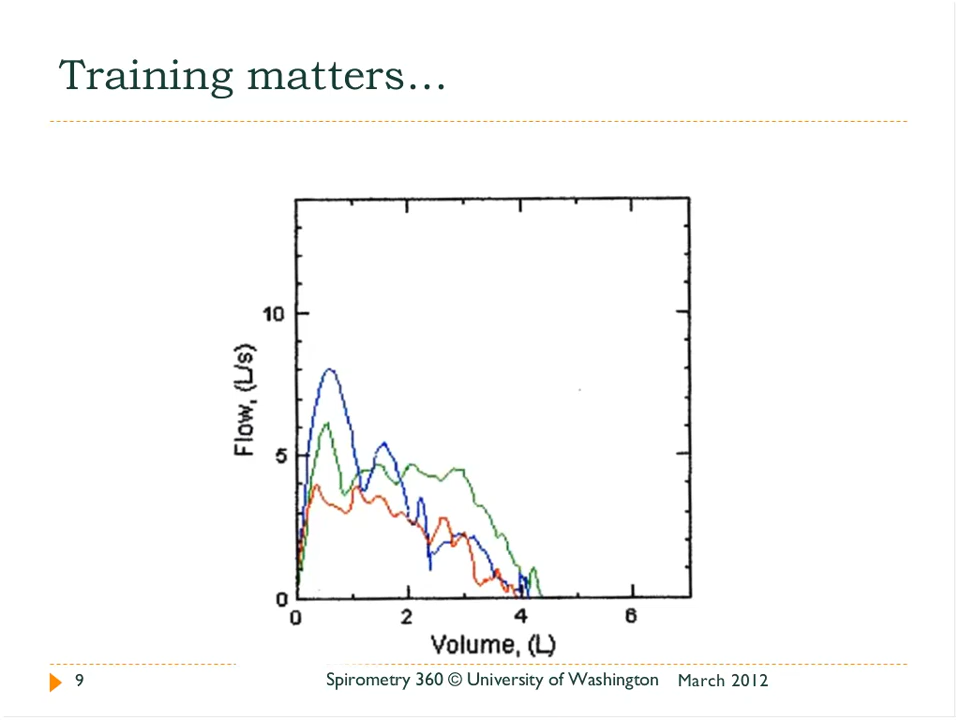 Training matters...
10
5
0
Flow, (L/s)
0 2 4 6
Volume, (L)
9 Spirometry 360 © University of Washington March 2012